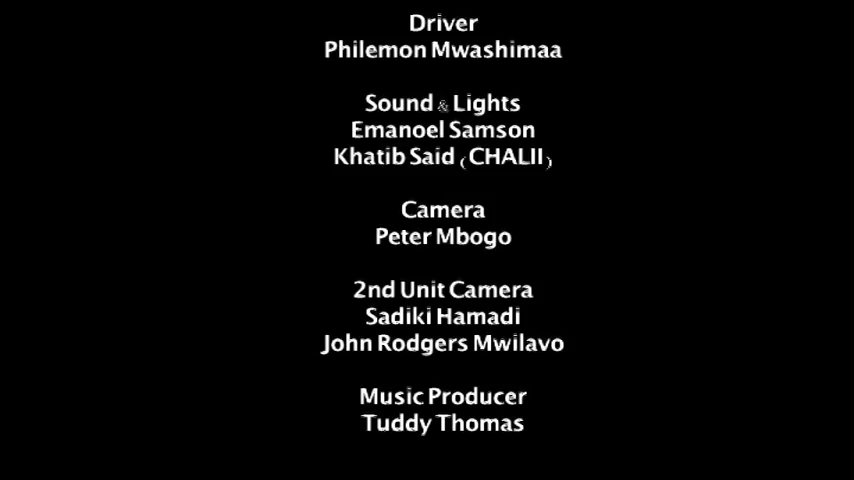 Driver
Philemon Mwashimaa
Sound & Lights
Emanoel Samson
Khatib Said (CHALII)
Camera
Peter Mbogo
2nd Unit Camera
Sadiki Hamadi
John Rodgers Mwilavo
Music Producer
Tuddy Thomas